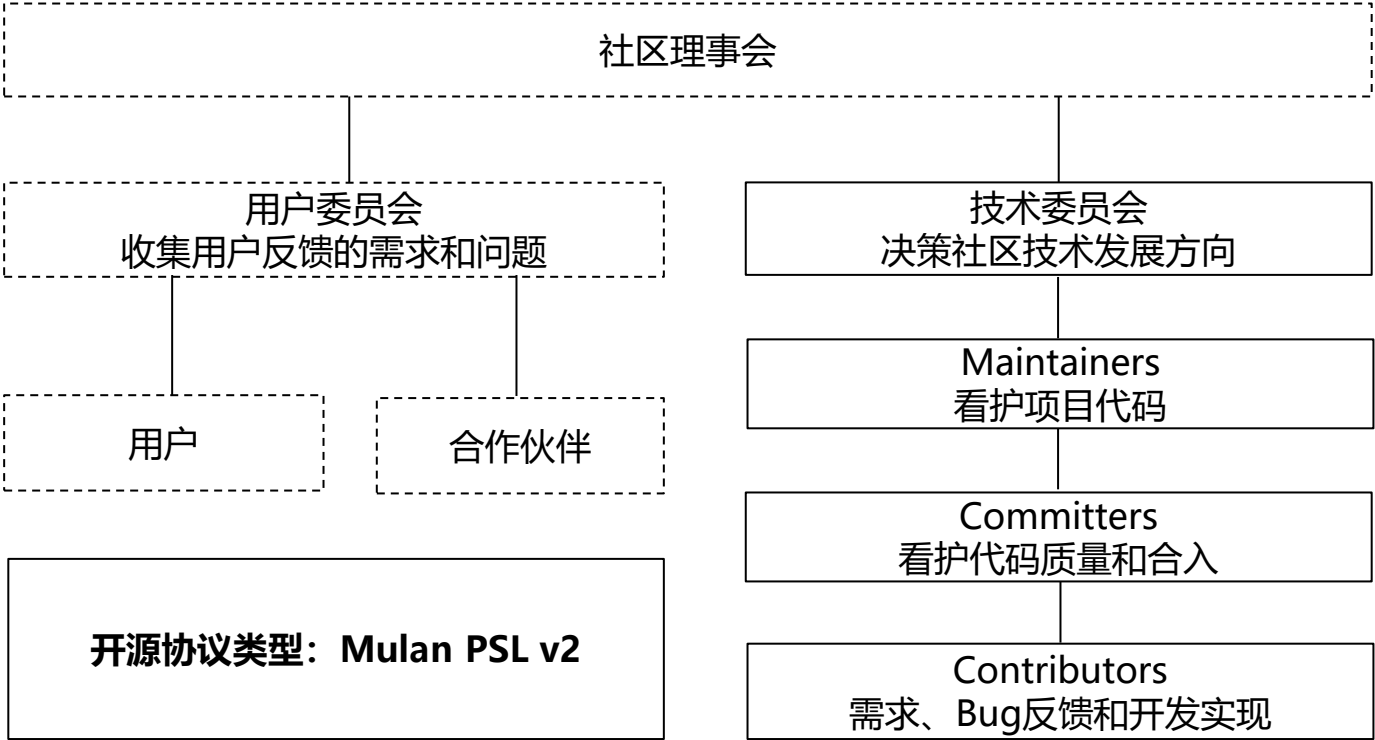 社区理事会
用户委员会
收集用户反馈的需求和问题
用户
合作伙伴
开源协议类型：Mulan PSL v2
技术委员会
决策社区技术发展方向
Maintainers
看护项目代码
Committers
看护代码质量和合入
Contributors
需求、Bug反馈和开发实现